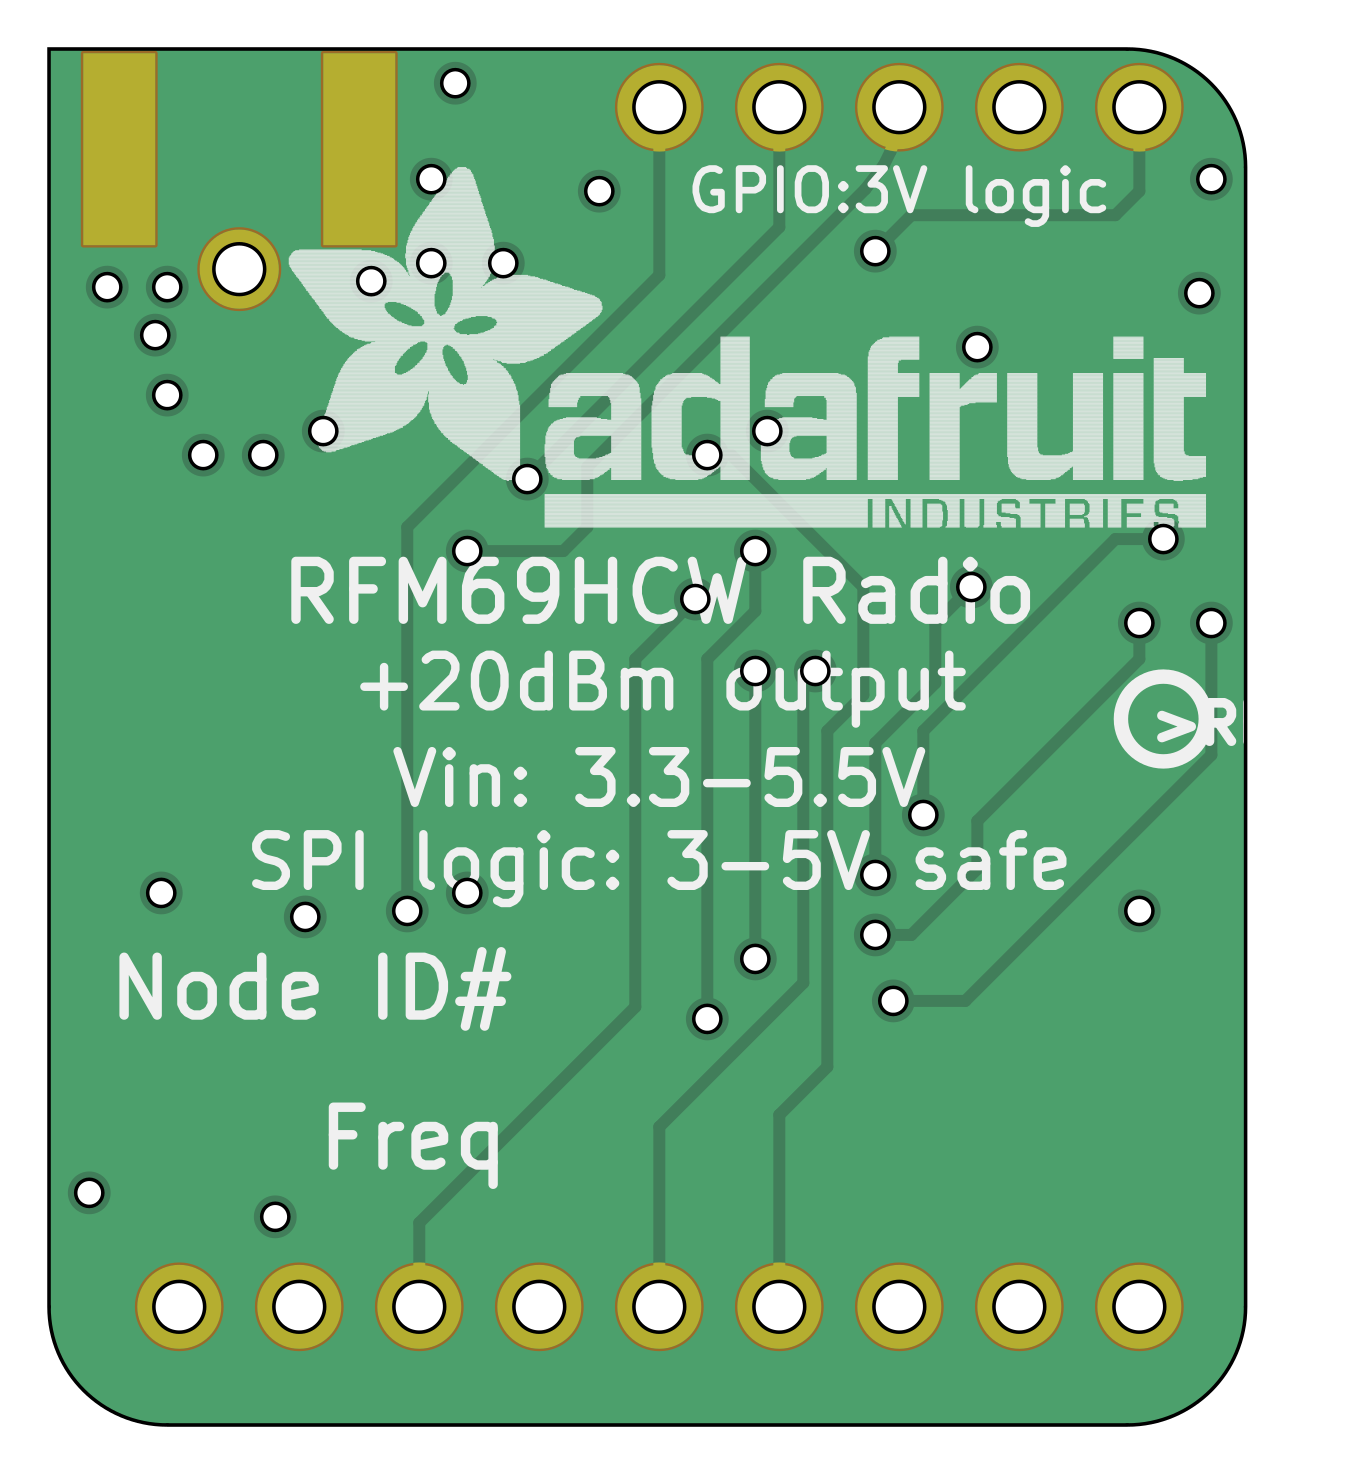 GPIO:3V logic
adafruit
INDUSTRIES
RFM69HCW Radio
+20dBm output
>R
Vin: 3.3-5.5V
SPI logic: 3-5V safe
Node ID#
Freq